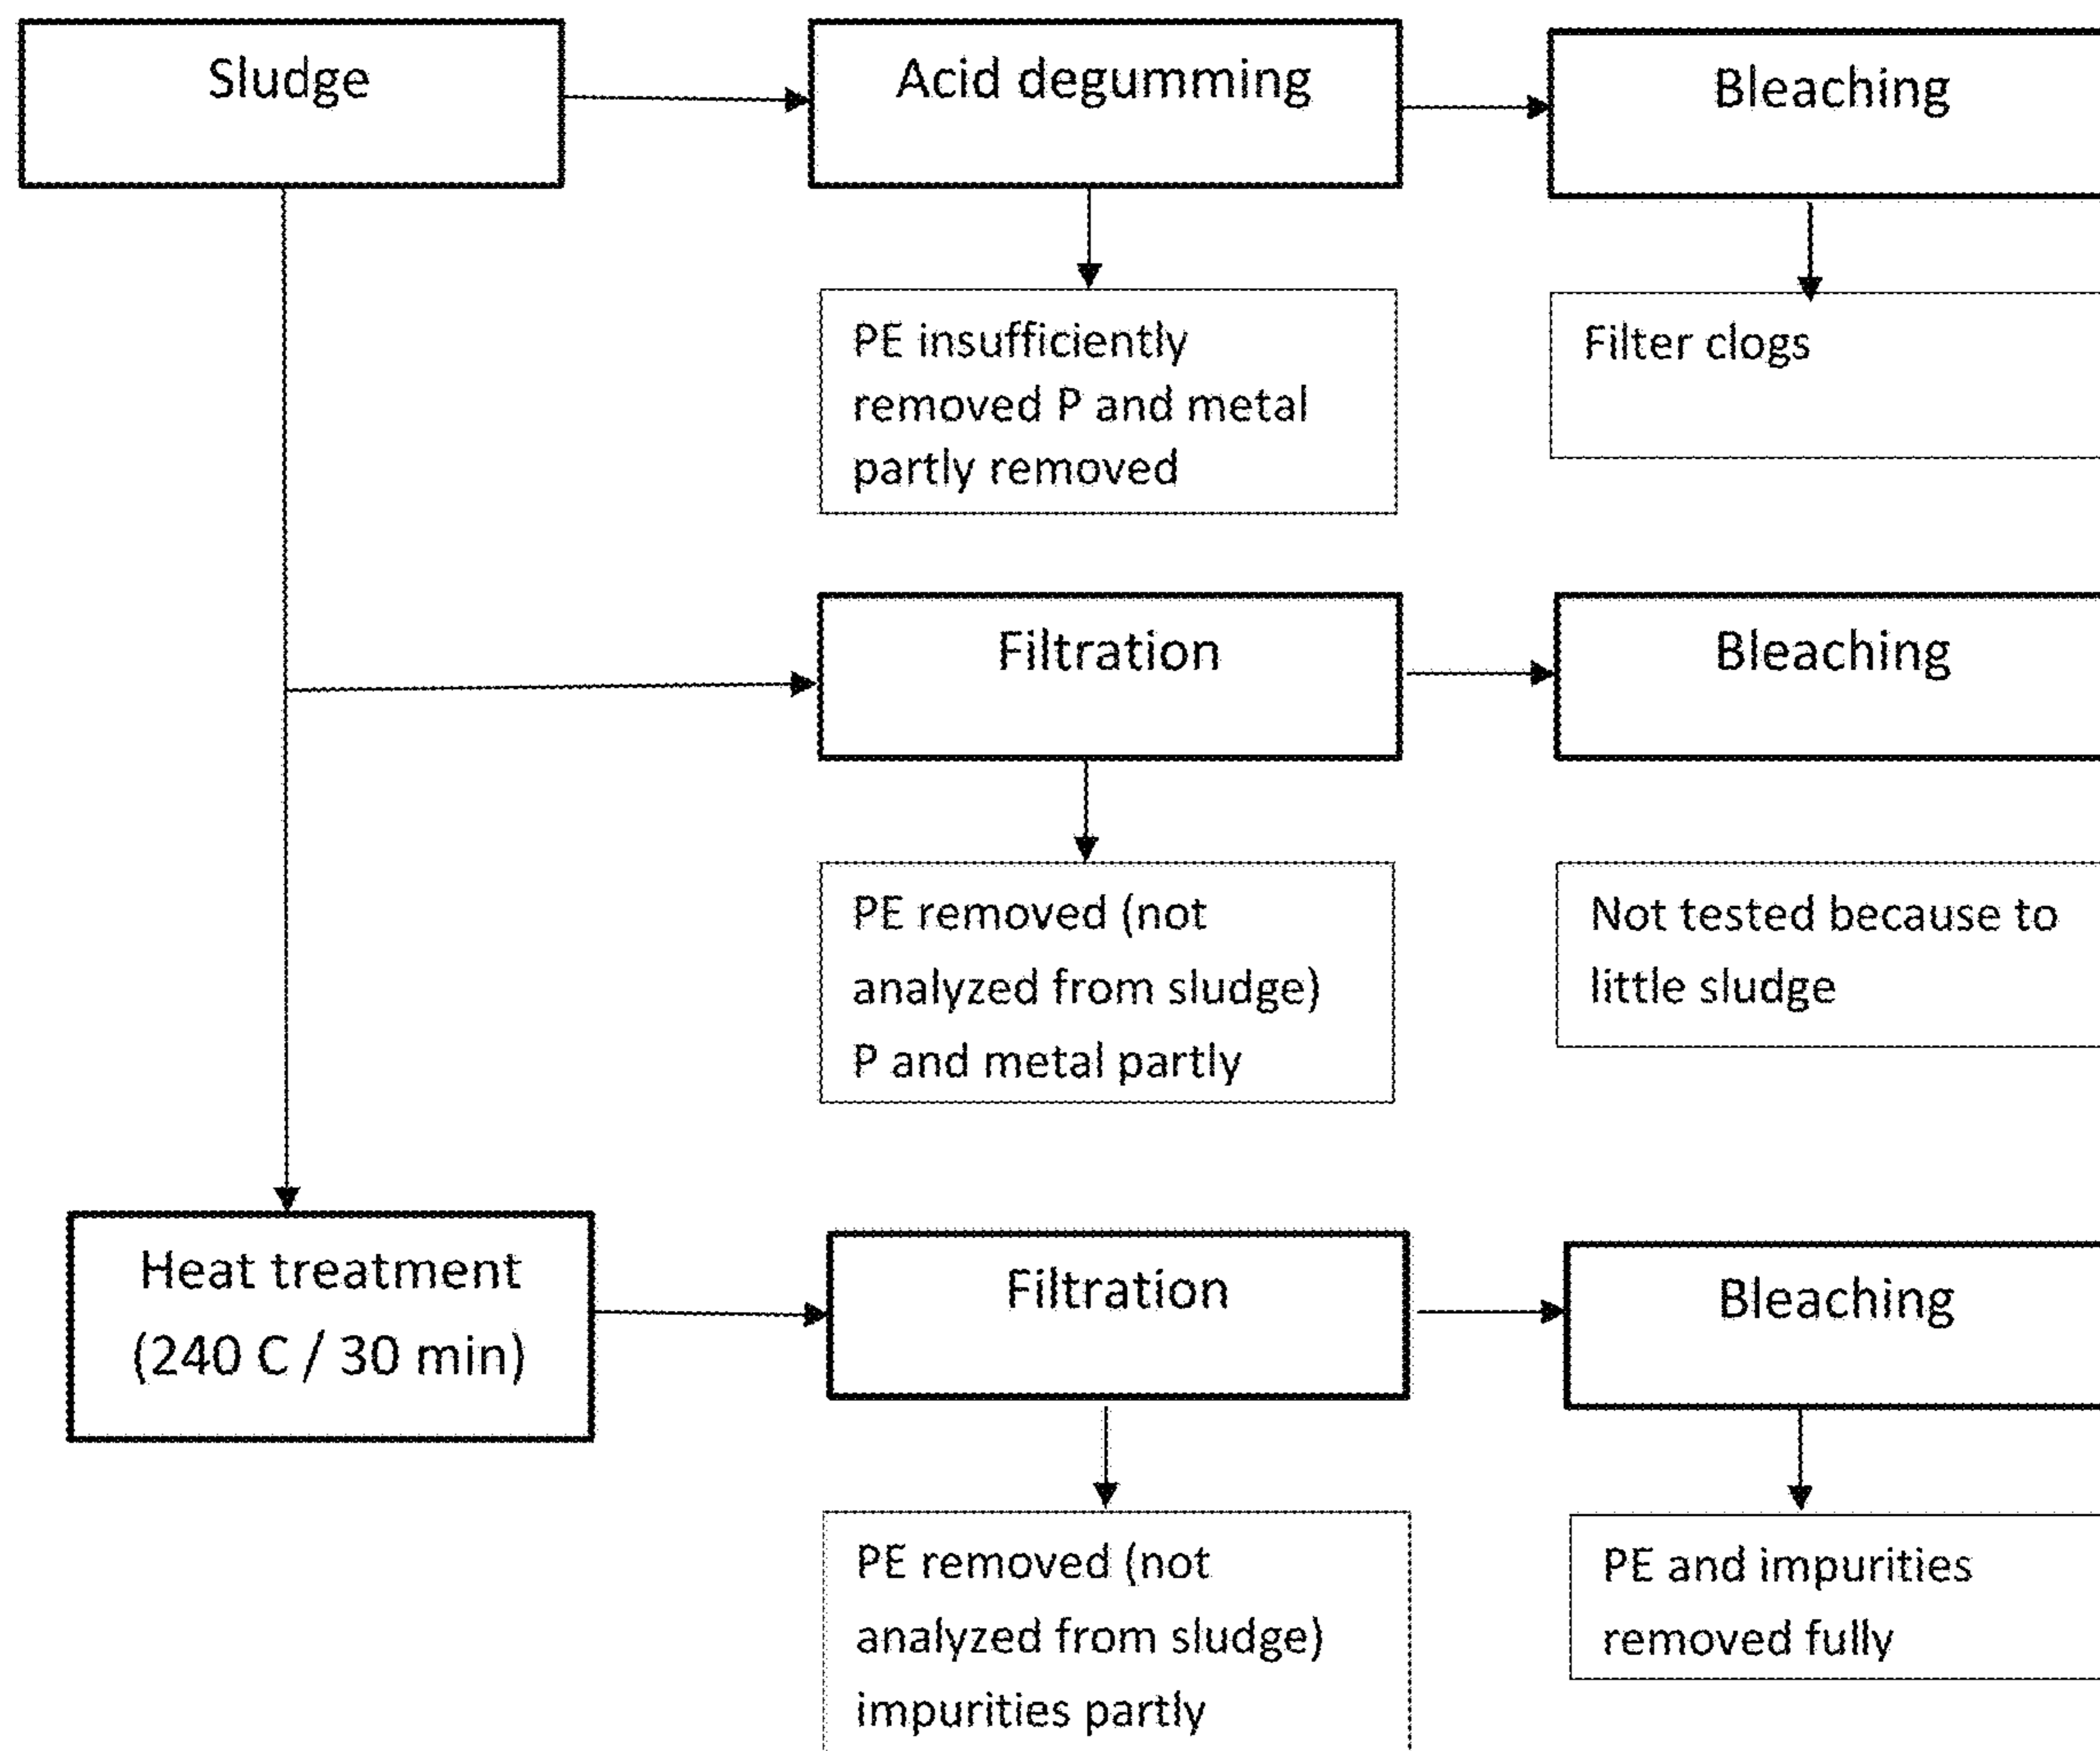 Sludge
Acid degumming
Bleaching
PE insufficiently
removed P and metal
partly removed
Filter clogs
Filtration
Bleaching
PE removed (not
analyzed from sludge)
P and metal partly
Not tested because to
little sludge
Heat treatment
(240 C / 30 min)
Filtration
Bleaching
PE removed (not
analyzed from sludge)
impurities partly
PE and impurities
removed fully